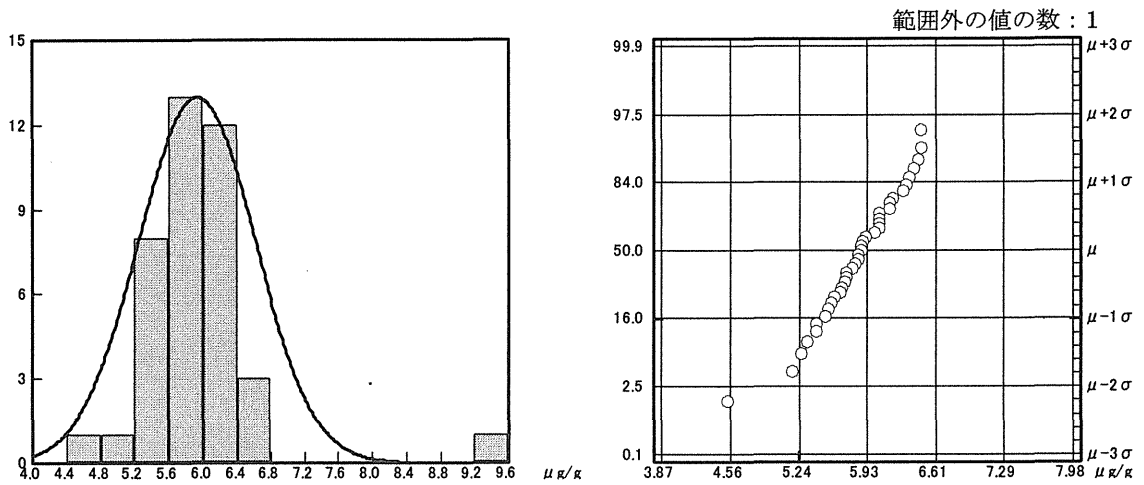 範囲外の値の数：1
15
12
9
6
3
0
4.0 4.4 4.8 5.2 5.6 6.0 6.4 6.8 7.2 7.6 8.0 8.4 8.8 9.2 9.6 μg/g
99.9 μ+3σ
97.5 μ+2σ
84.0 μ+1σ
50.0 μ
16.0 μ−1σ
2.5 μ−2σ
0.1 μ−3σ
3.87 4.56 5.24 5.93 6.61 7.29 7.98 μg/g